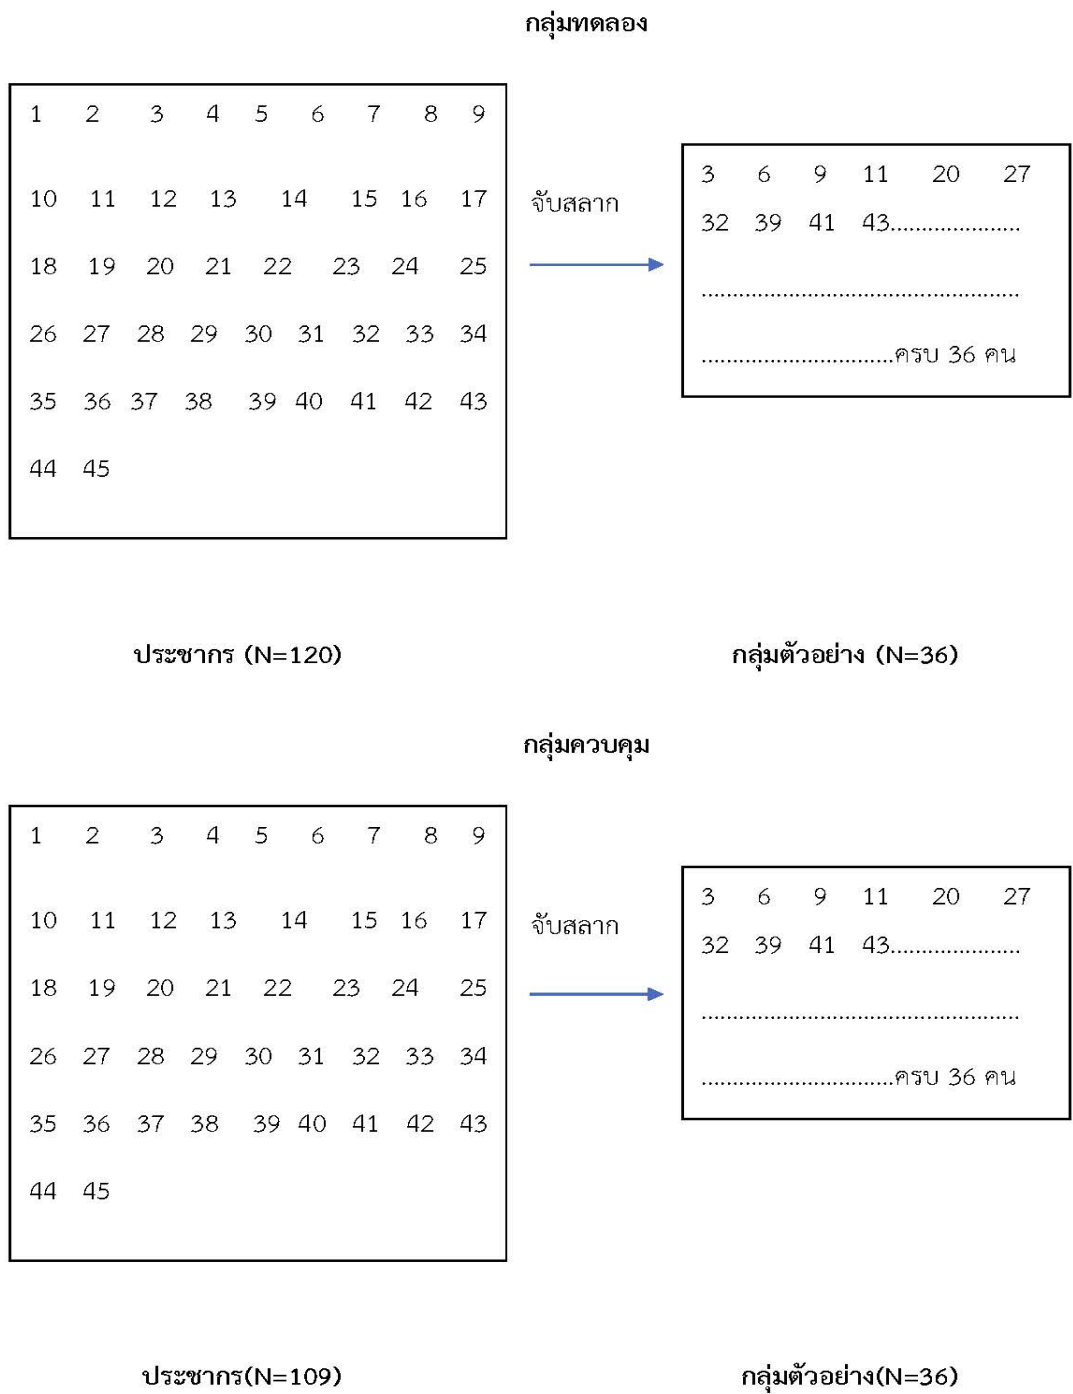 กลุ่มทดลอง
1 2 3 4 5 6 7 8 9
10 11 12 13 14 15 16 17
18 19 20 21 22 23 24 25
26 27 28 29 30 31 32 33 34
35 36 37 38 39 40 41 42 43
44 45
จับสลาก
3 6 9 11 20 27
32 39 41 43.....................
...................................................
...............................ครบ 36 คน
ประชากร (N=120)
กลุ่มตัวอย่าง (N=36)
กลุ่มควบคุม
1 2 3 4 5 6 7 8 9
10 11 12 13 14 15 16 17
18 19 20 21 22 23 24 25
26 27 28 29 30 31 32 33 34
35 36 37 38 39 40 41 42 43
44 45
จับสลาก
3 6 9 11 20 27
32 39 41 43.....................
...................................................
...............................ครบ 36 คน
ประชากร(N=109)
กลุ่มตัวอย่าง(N=36)